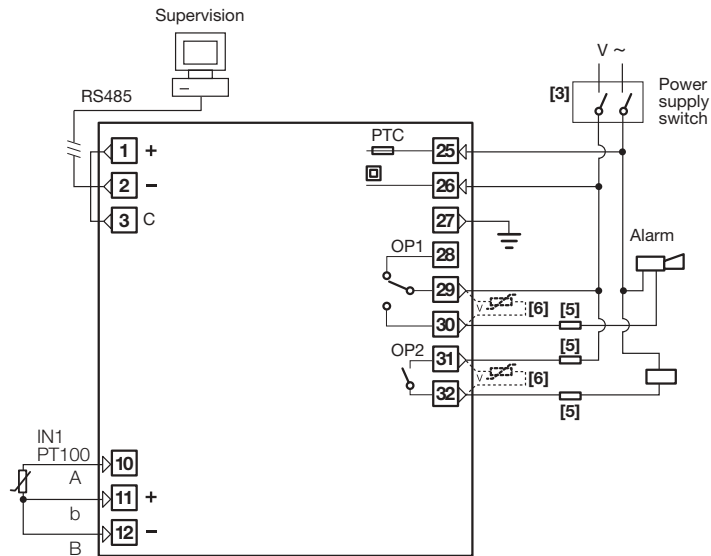 Supervision
RS485
V ~
[3]
Power
supply
switch
1 +
2 –
3 C
PTC
25
26
27
28
OP1
29
30
V
[6]
[5]
Alarm
OP2
31
32
[5]
V
[6]
[5]
IN1
PT100
A
10
11 +
b
12 –
B